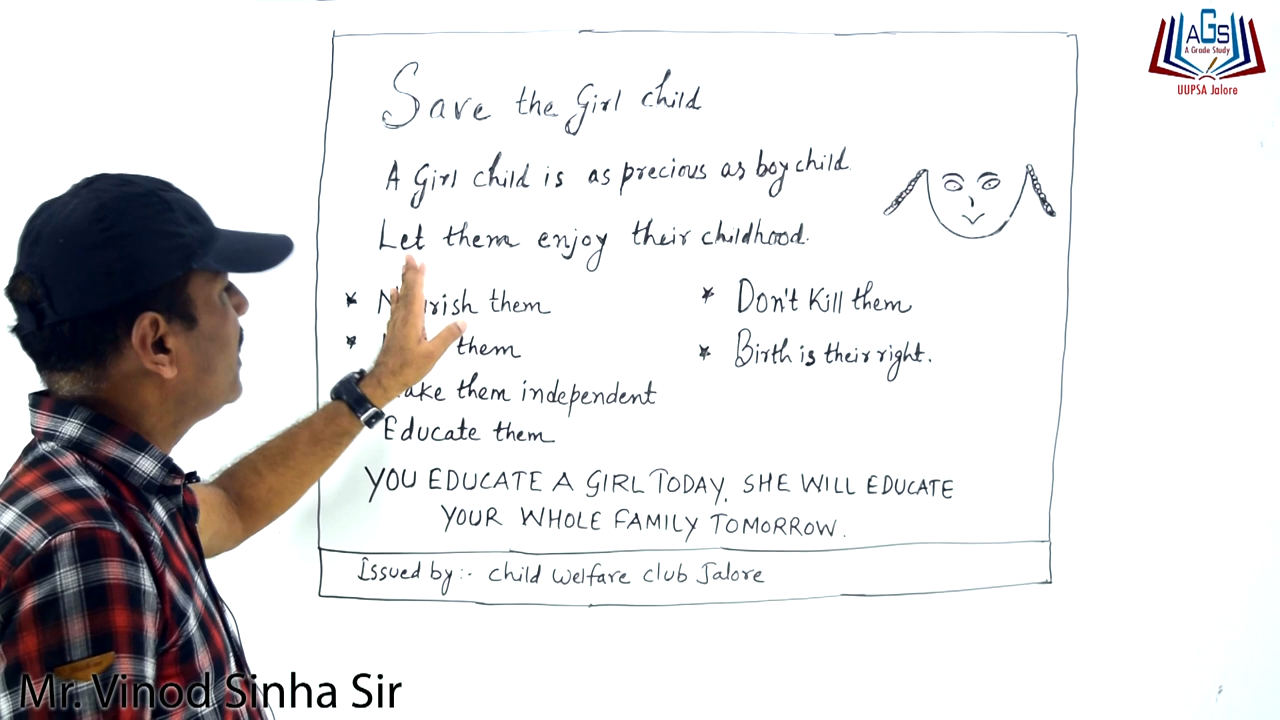 AGS
A Grade Study
UUPSA Jalore
Save the Girl child
A Girl child is as precious as boy child.
Let them enjoy their childhood.
* them
* them
Make them independent
Educate them
* Don't Kill them
* Birth is their right.
YOU EDUCATE A GIRL TODAY, SHE WILL EDUCATE
YOUR WHOLE FAMILY TOMORROW.
Issued by:- child welfare club Jalore
Mr. Vinod Sinha Sir